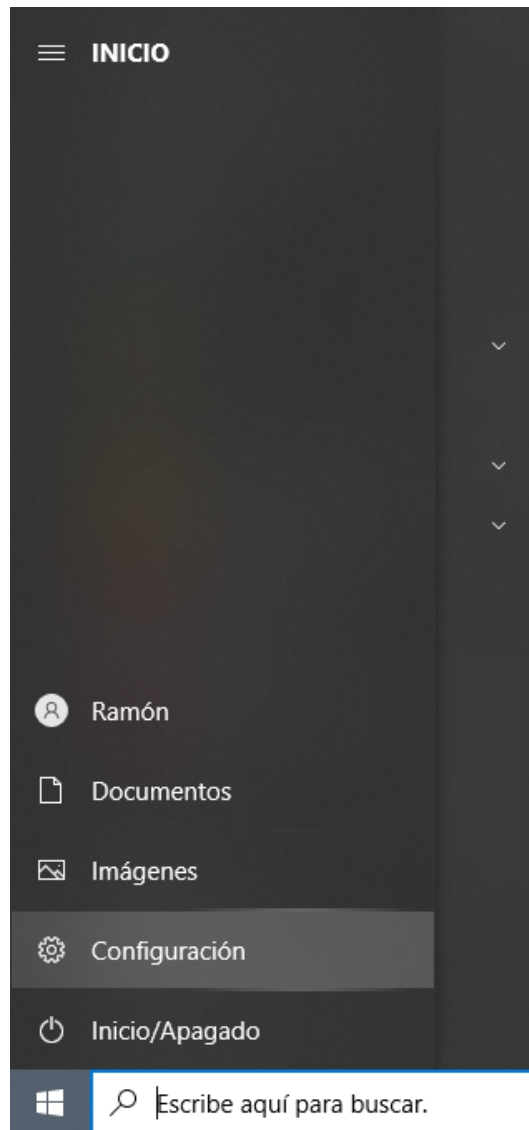 INICIO
Ramón
Documentos
Imágenes
Configuración
Inicio/Apagado
Escribe aquí para buscar.